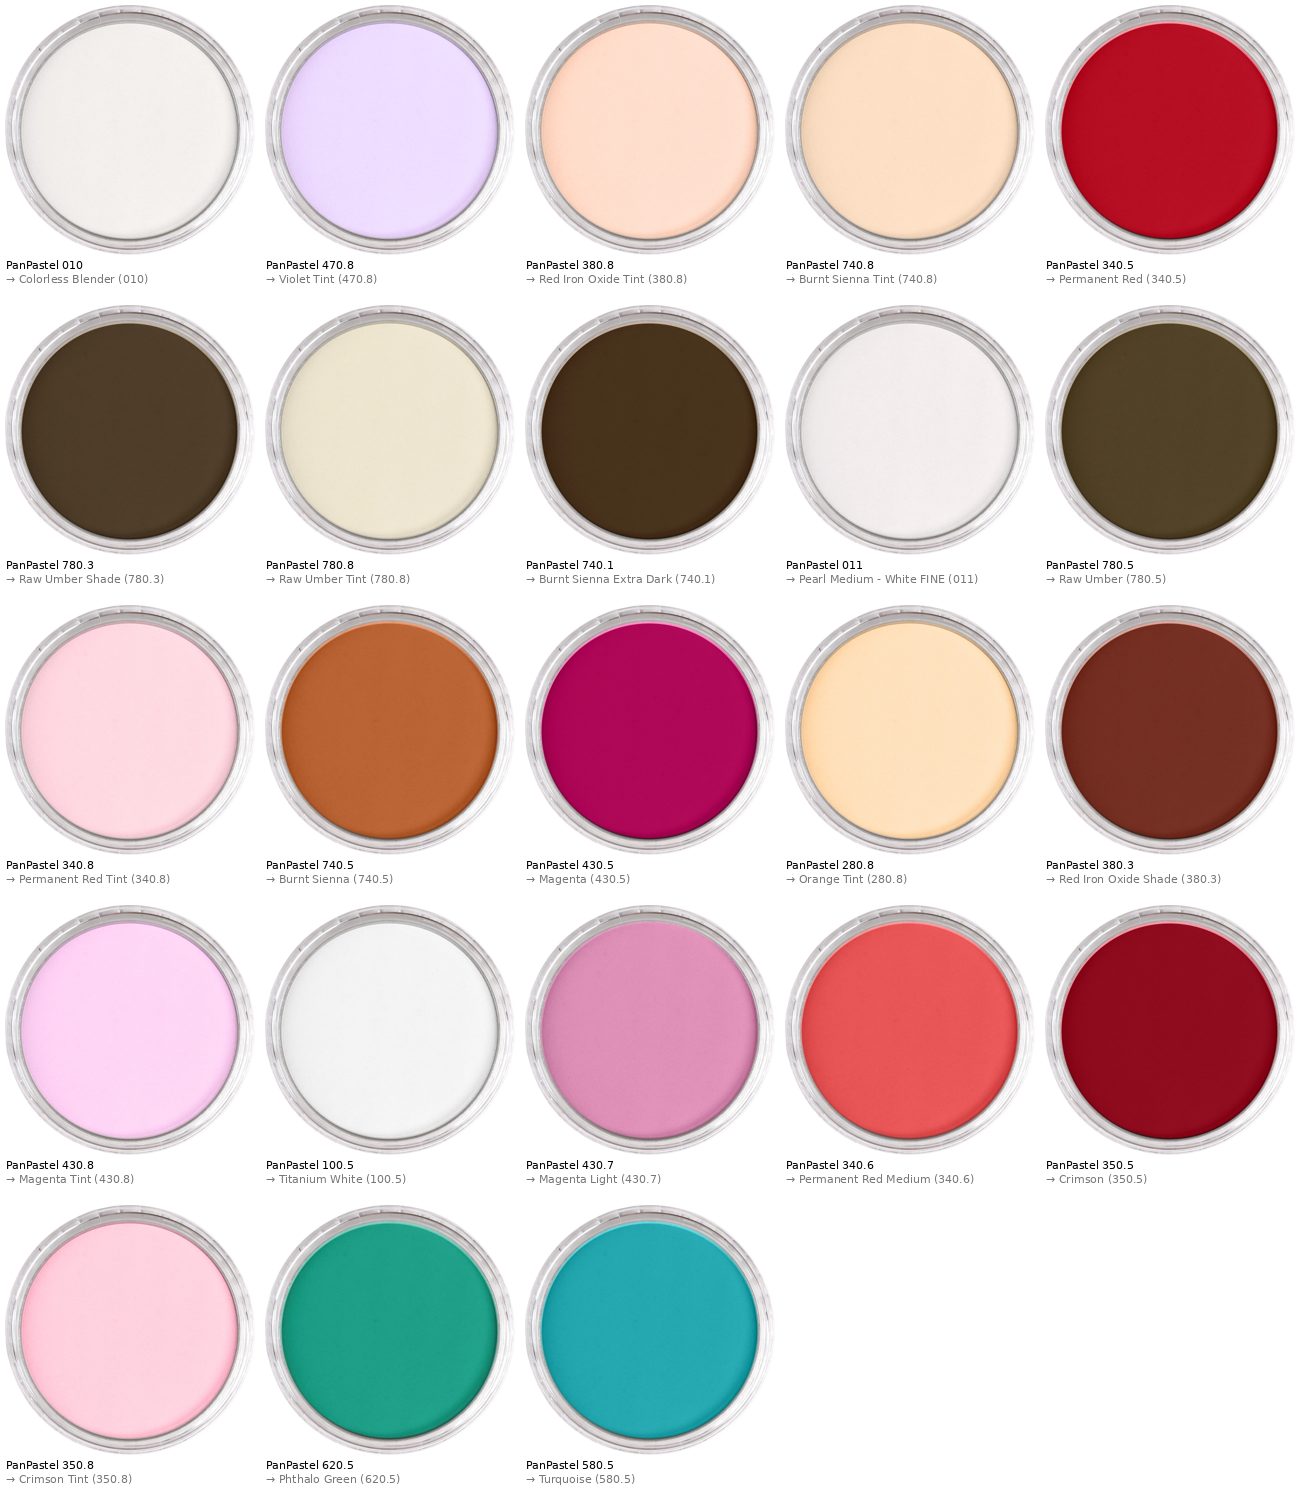 PanPastel 010
→ Colorless Blender (010)
PanPastel 470.8
→ Violet Tint (470.8)
PanPastel 380.8
→ Red Iron Oxide Tint (380.8)
PanPastel 740.8
→ Burnt Sienna Tint (740.8)
PanPastel 340.5
→ Permanent Red (340.5)
PanPastel 780.3
→ Raw Umber Shade (780.3)
PanPastel 780.8
→ Raw Umber Tint (780.8)
PanPastel 740.1
→ Burnt Sienna Extra Dark (740.1)
PanPastel 011
→ Pearl Medium - White FINE (011)
PanPastel 780.5
→ Raw Umber (780.5)
PanPastel 340.8
→ Permanent Red Tint (340.8)
PanPastel 740.5
→ Burnt Sienna (740.5)
PanPastel 430.5
→ Magenta (430.5)
PanPastel 280.8
→ Orange Tint (280.8)
PanPastel 380.3
→ Red Iron Oxide Shade (380.3)
PanPastel 430.8
→ Magenta Tint (430.8)
PanPastel 100.5
→ Titanium White (100.5)
PanPastel 430.7
→ Magenta Light (430.7)
PanPastel 340.6
→ Permanent Red Medium (340.6)
PanPastel 350.5
→ Crimson (350.5)
PanPastel 350.8
→ Crimson Tint (350.8)
PanPastel 620.5
→ Phthalo Green (620.5)
PanPastel 580.5
→ Turquoise (580.5)